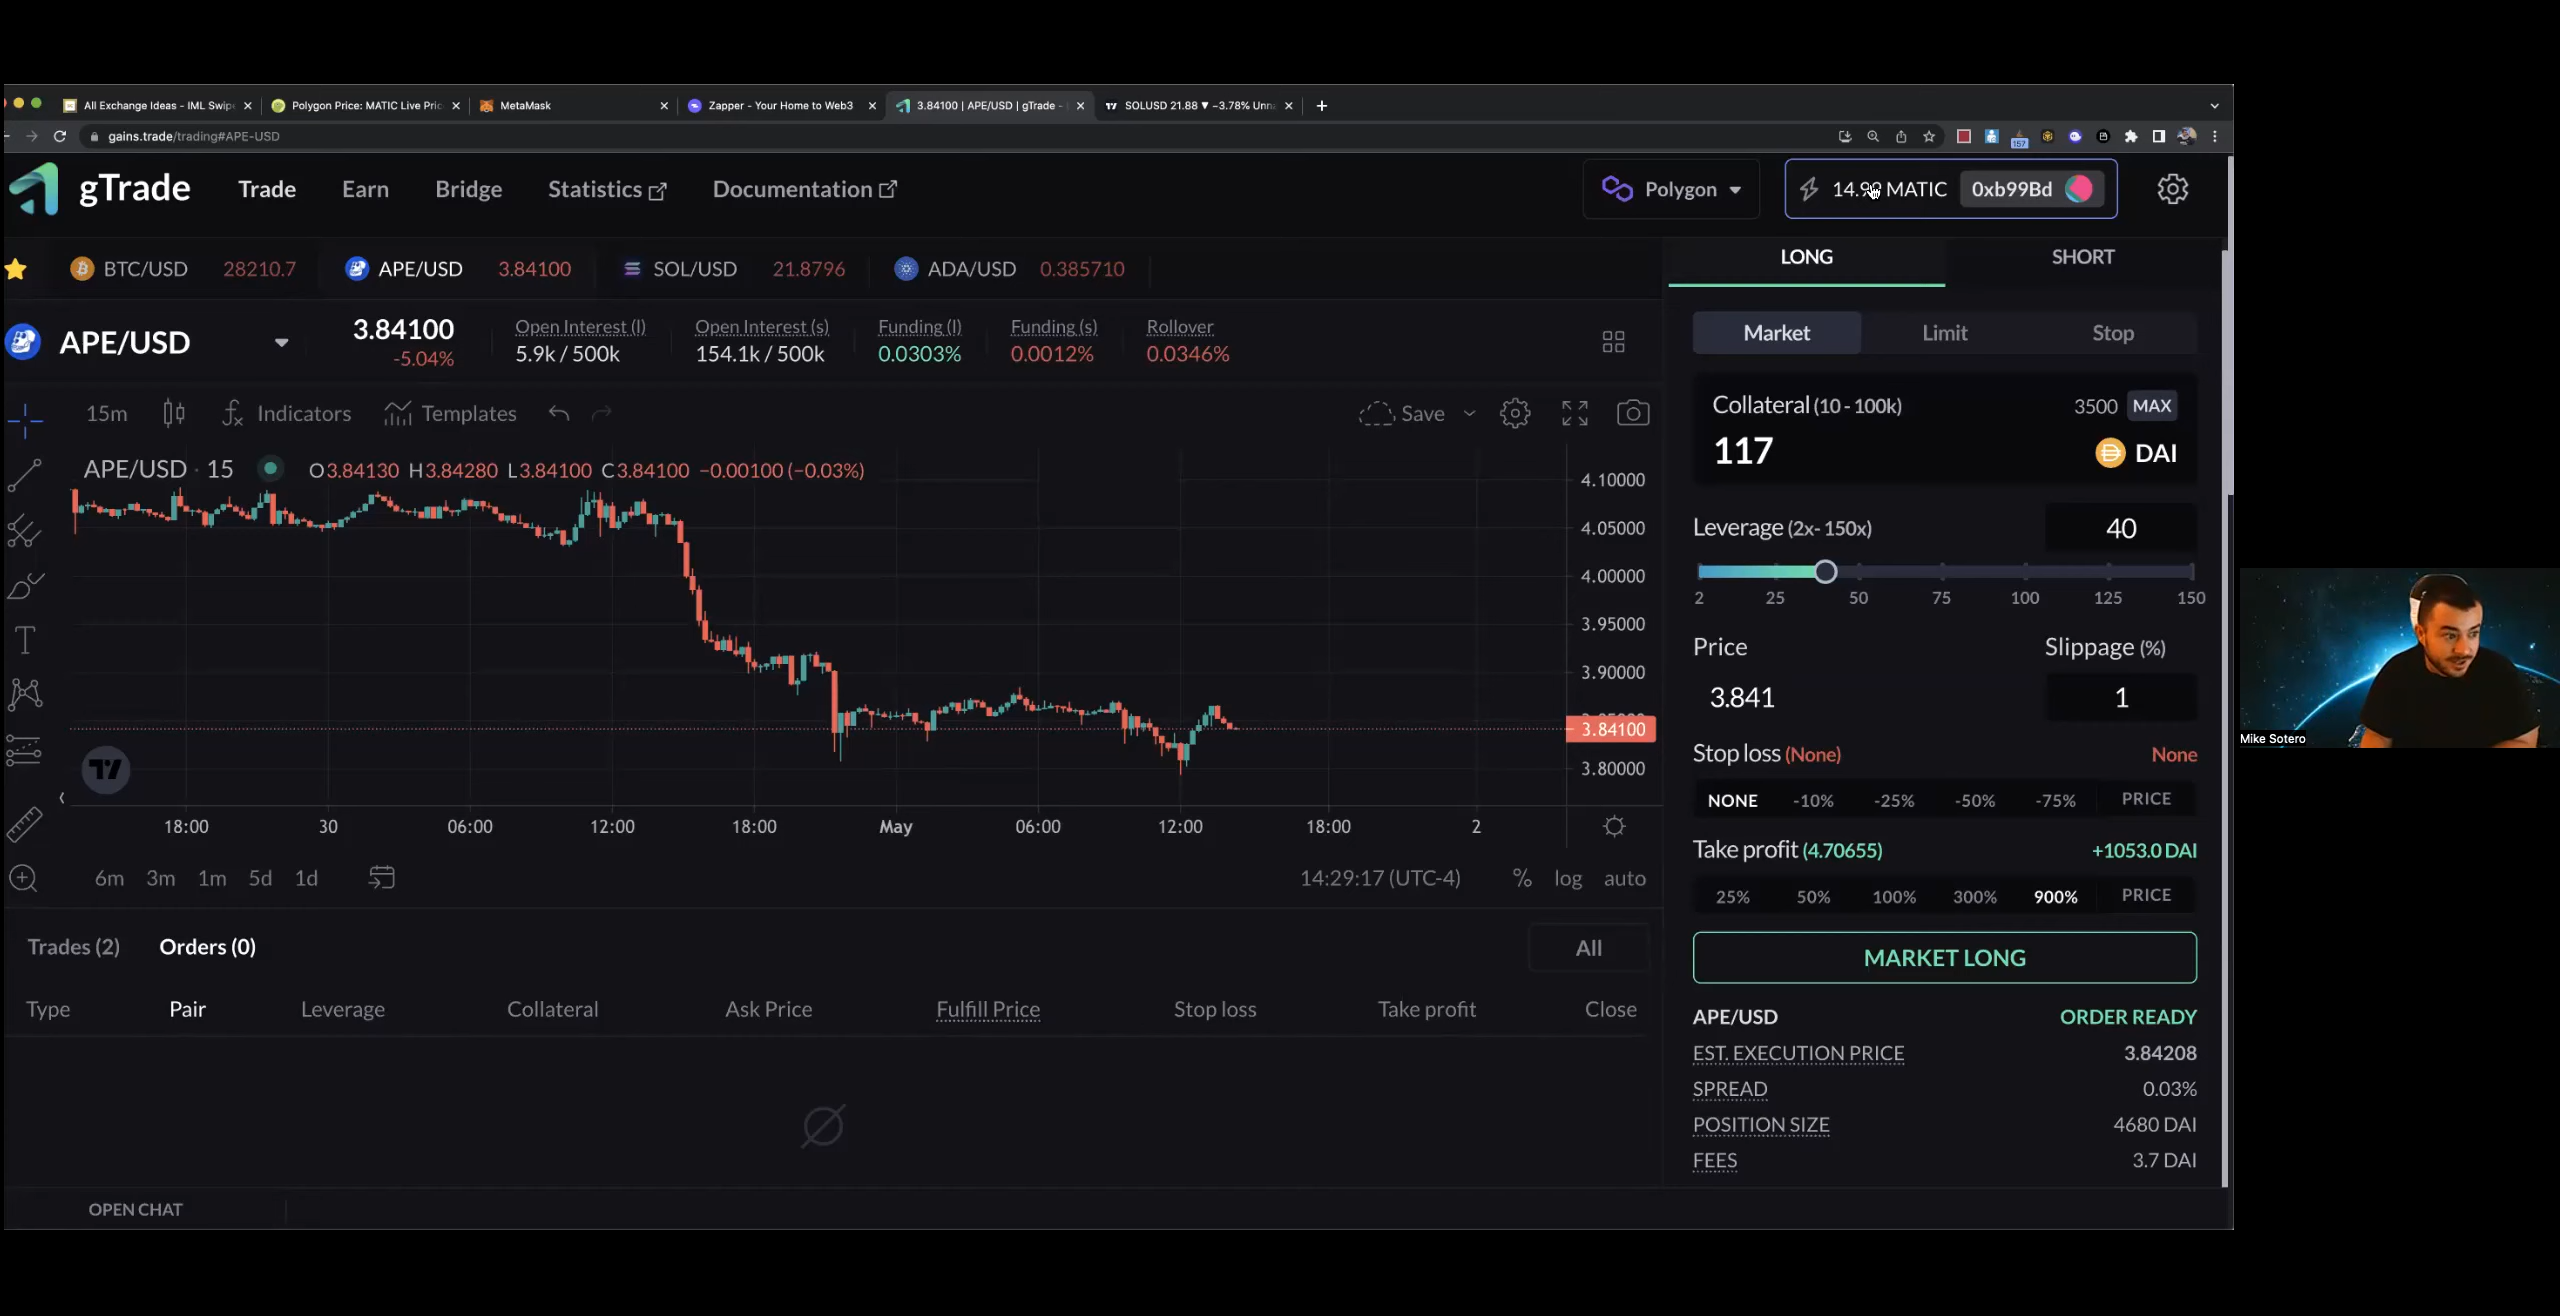 All Exchange Ideas - IML Swip
Polygon Price: MATIC Live Pric
MetaMask
Zapper - Your Home to Web3
3.84100 | APE/USD | gTrade -
SOLUSD 21.88 ▼ −3.78% Unna
gains.trade/trading#APE-USD
157
gTrade
Trade
Earn
Bridge
Statistics
Documentation
Polygon
MATIC
0xb99Bd
BTC/USD 28210.7
APE/USD 3.84100
SOL/USD 21.8796
ADA/USD 0.385710
APE/USD
3.84100
-5.04%
Open Interest (l)
5.9k / 500k
Open Interest (s)
154.1k / 500k
Funding (l)
0.0303%
Funding (s)
0.0012%
Rollover
0.0346%
15m
Indicators
Templates
Save
APE/USD · 15 O3.84130 H3.84280 L3.84100 C3.84100 −0.00100 (−0.03%)
4.10000
4.05000
4.00000
3.95000
3.90000
3.84100
3.80000
18:00 30 06:00 12:00 18:00 May 06:00 12:00 18:00 2
6m 3m 1m 5d 1d
14:29:17 (UTC-4) % log auto
Trades (2) Orders (0)
All
Type Pair Leverage Collateral Ask Price Fulfill Price Stop loss Take profit Close
OPEN CHAT
LONG SHORT
Market Limit Stop
Collateral (10 - 100k) 3500 MAX
117 DAI
Leverage (2x- 150x) 40
2 25 50 75 100 125 150
Price Slippage (%)
3.841 1
Stop loss (None) None
NONE -10% -25% -50% -75% PRICE
Take profit (4.70655) +1053.0 DAI
25% 50% 100% 300% 900% PRICE
MARKET LONG
APE/USD ORDER READY
EST. EXECUTION PRICE 3.84208
SPREAD 0.03%
POSITION SIZE 4680 DAI
FEES 3.7 DAI
Mike Sotero